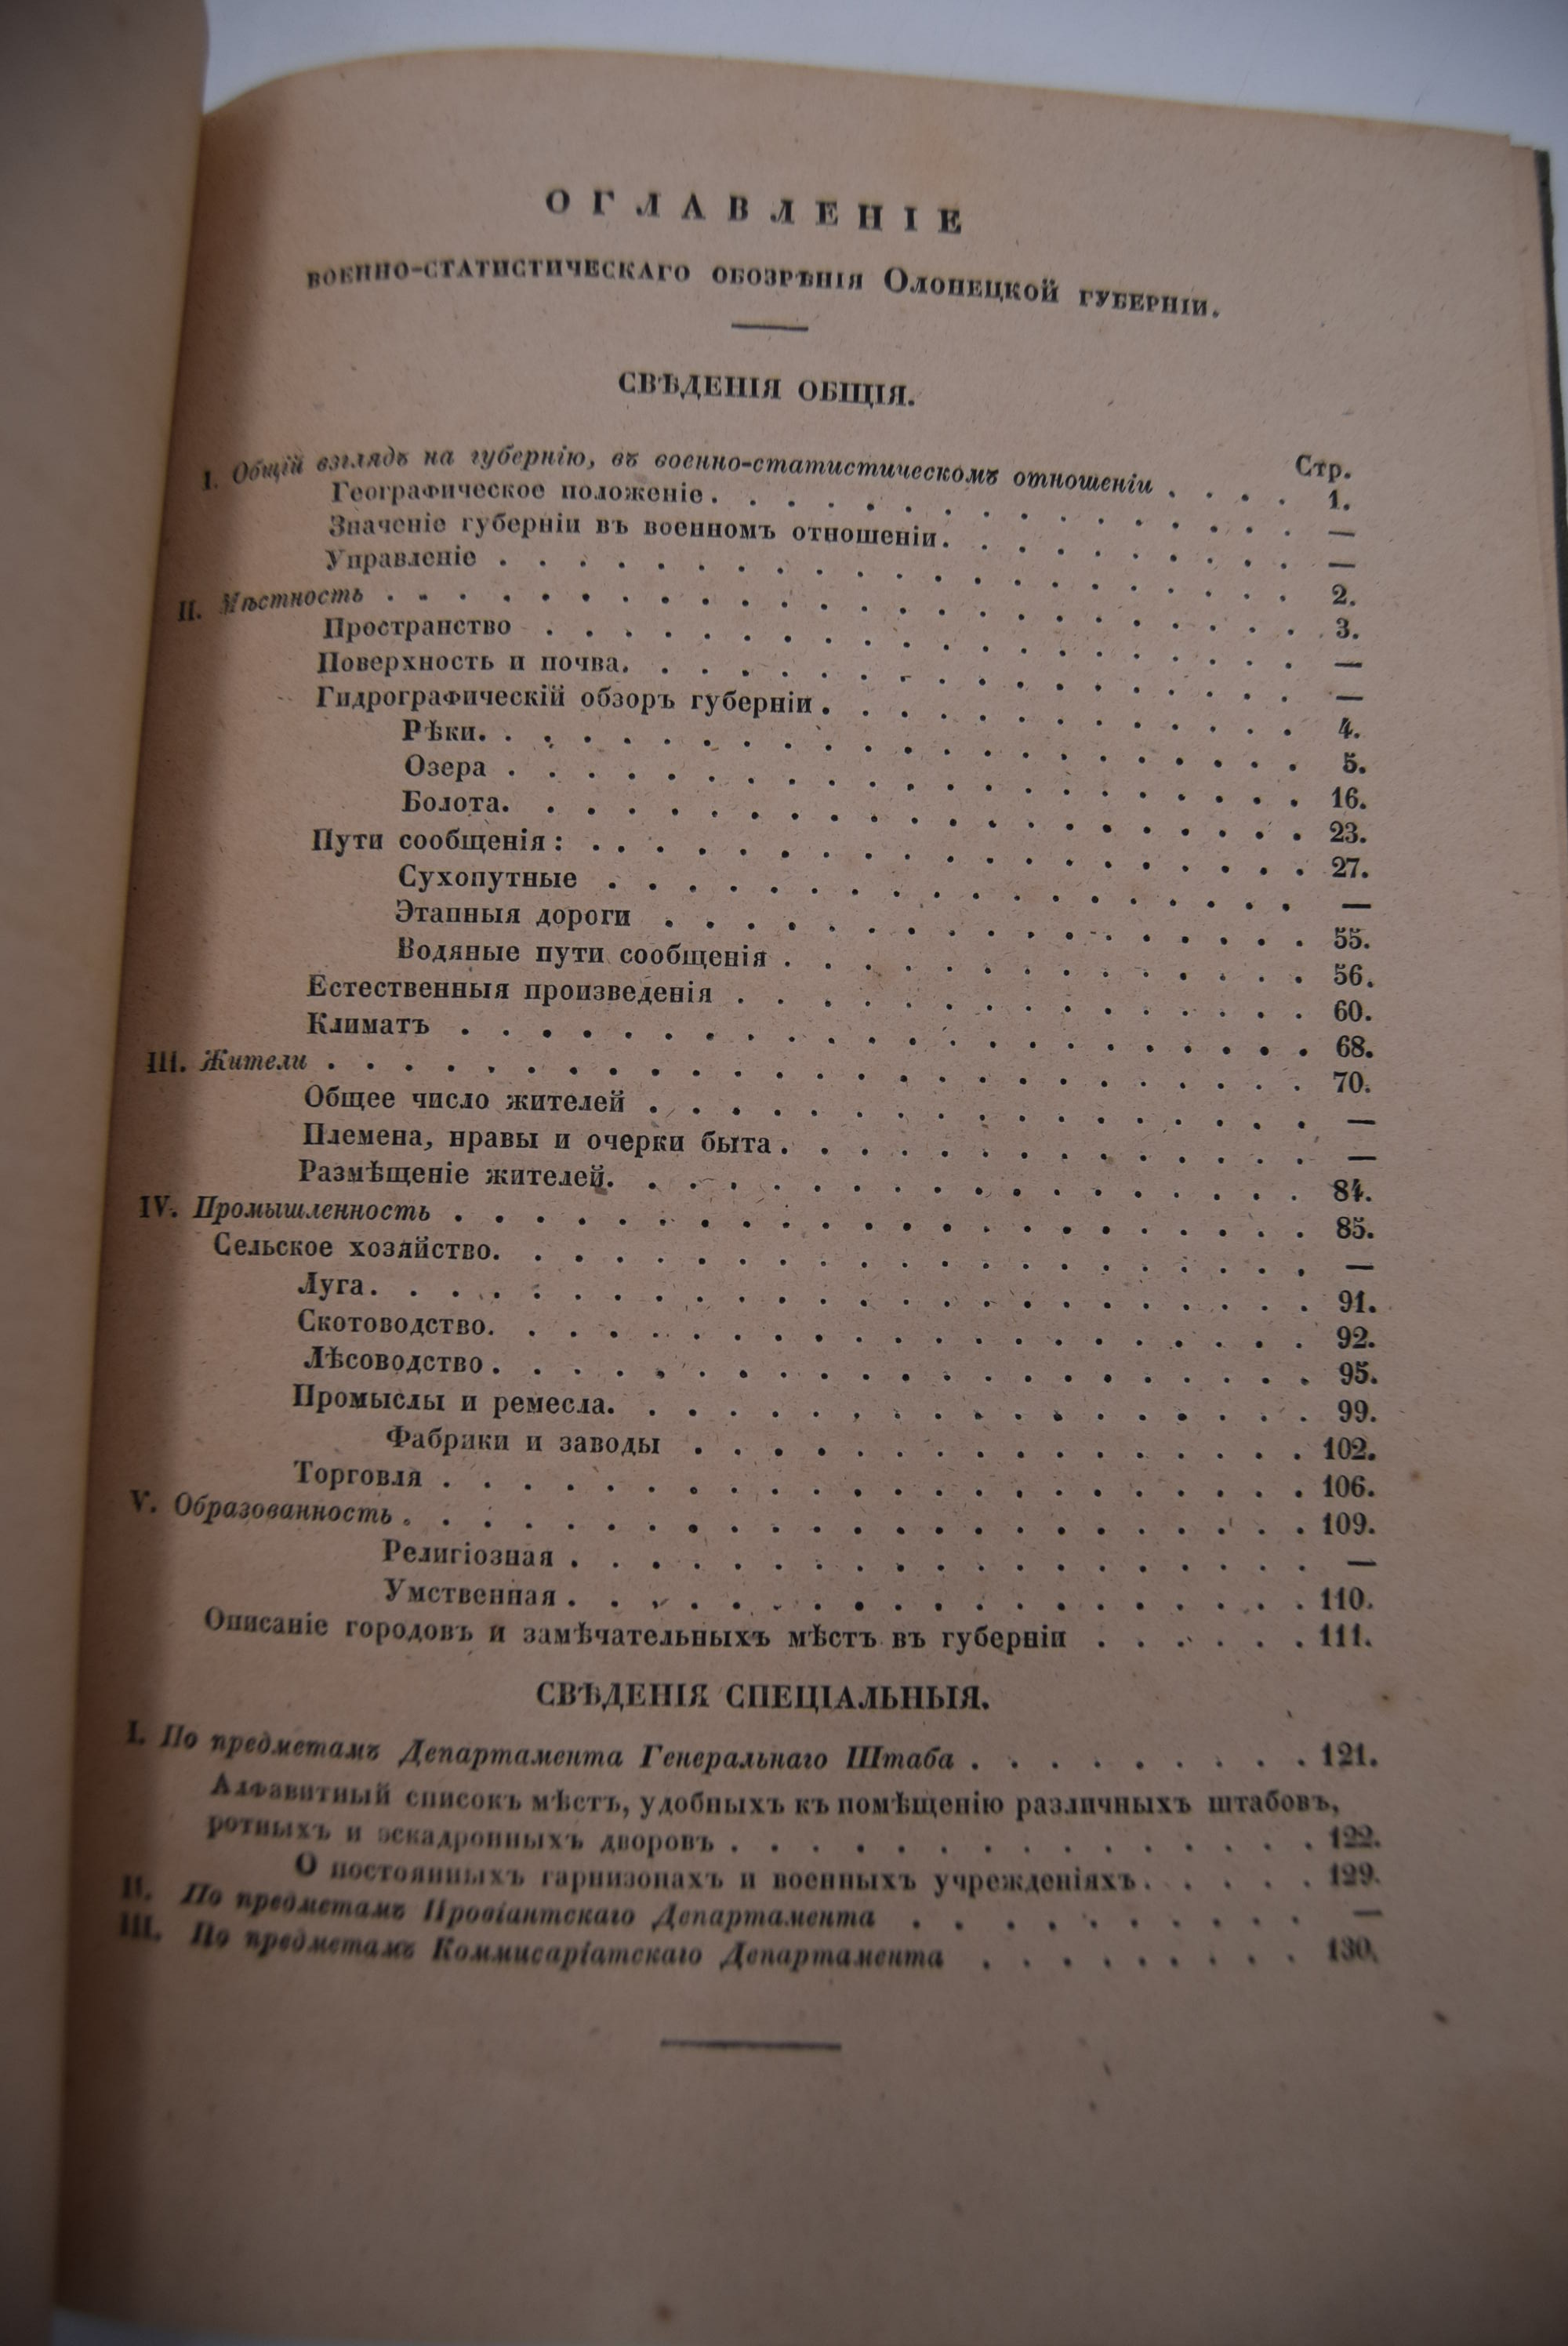 ОГЛАВЛЕНІЕ
ВОЕННО-СТАТИСТИЧЕСКАГО ОБОЗРѢНІЯ ОЛОНЕЦКОЙ ГУБЕРНІИ.
СВѢДЕНІЯ ОБЩІЯ.
Стр.
I. Общій взглядъ на губернію, въ военно-статистическомъ отношеніи . . . . 1.
Географическое положеніе . . . . . . . . . . . . . . . —
Значеніе губерніи въ военномъ отношеніи. . . . . . . . . . —
Управленіе . . . . . . . . . . . . . . . . . . . . 2.
II. Мѣстность . . . . . . . . . . . . . . . . . . . . . . . 3.
Пространство . . . . . . . . . . . . . . . . . . . —
Поверхность и почва. . . . . . . . . . . . . . . . . —
Гидрографическій обзоръ губерніи . . . . . . . . . . . . 4.
Рѣки. . . . . . . . . . . . . . . . . . . . . 5.
Озера . . . . . . . . . . . . . . . . . . . . 16.
Болота. . . . . . . . . . . . . . . . . . . . 23.
Пути сообщенія : . . . . . . . . . . . . . . . . . . 27.
Сухопутные . . . . . . . . . . . . . . . . . . —
Этапныя дороги . . . . . . . . . . . . . . . . . 55.
Водяные пути сообщенія . . . . . . . . . . . . . . 56.
Естественныя произведенія . . . . . . . . . . . . . . . 60.
Климатъ . . . . . . . . . . . . . . . . . . . . . 68.
III. Жители . . . . . . . . . . . . . . . . . . . . . . . . . 70.
Общее число жителей . . . . . . . . . . . . . . . . . —
Племена, нравы и очерки быта . . . . . . . . . . . . . . —
Размѣщеніе жителей. . . . . . . . . . . . . . . . . . 84.
IV. Промышленность . . . . . . . . . . . . . . . . . . . . . . 85.
Сельское хозяйство. . . . . . . . . . . . . . . . . . . . . —
Луга. . . . . . . . . . . . . . . . . . . . . . . . 91.
Скотоводство. . . . . . . . . . . . . . . . . . . . . 92.
Лѣсоводство . . . . . . . . . . . . . . . . . . . . . 95.
Промыслы и ремесла. . . . . . . . . . . . . . . . . . 99.
Фабрики и заводы . . . . . . . . . . . . . . . . 102.
Торговля . . . . . . . . . . . . . . . . . . . . . . 106.
V. Образованность . . . . . . . . . . . . . . . . . . . . . . . 109.
Религіозная . . . . . . . . . . . . . . . . . . . —
Умственная . . . . . . . . . . . . . . . . . . . 110.
Описаніе городовъ и замѣчательныхъ мѣстъ въ губерніи . . . . . . 111.
СВѢДЕНІЯ СПЕЦІАЛЬНЫЯ.
I. По предметамъ Департамента Генеральнаго Штаба . . . . . . . . . 121.
Алфавитный списокъ мѣстъ, удобныхъ къ помѣщенію различныхъ штабовъ,
ротныхъ и эскадронныхъ дворовъ . . . . . . . . . . . . . . . 122.
О постоянныхъ гарнизонахъ и военныхъ учрежденіяхъ. . . . . 129.
II. По предметамъ Провіантскаго Департамента . . . . . . . . . . —
III. По предметамъ Коммисаріатскаго Департамента . . . . . . . . . 130.